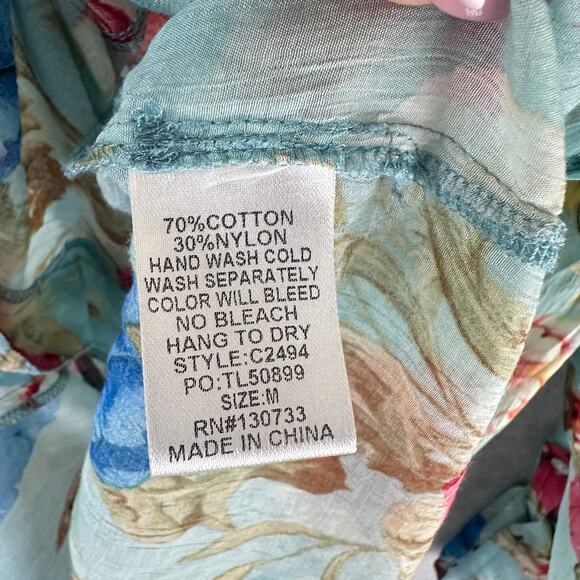 70%COTTON
30%NYLON
HAND WASH COLD
WASH SEPARATELY
COLOR WILL BLEED
NO BLEACH
HANG TO DRY
STYLE:C2494
PO:TL50899
SIZE:M
RN#130733
MADE IN CHINA